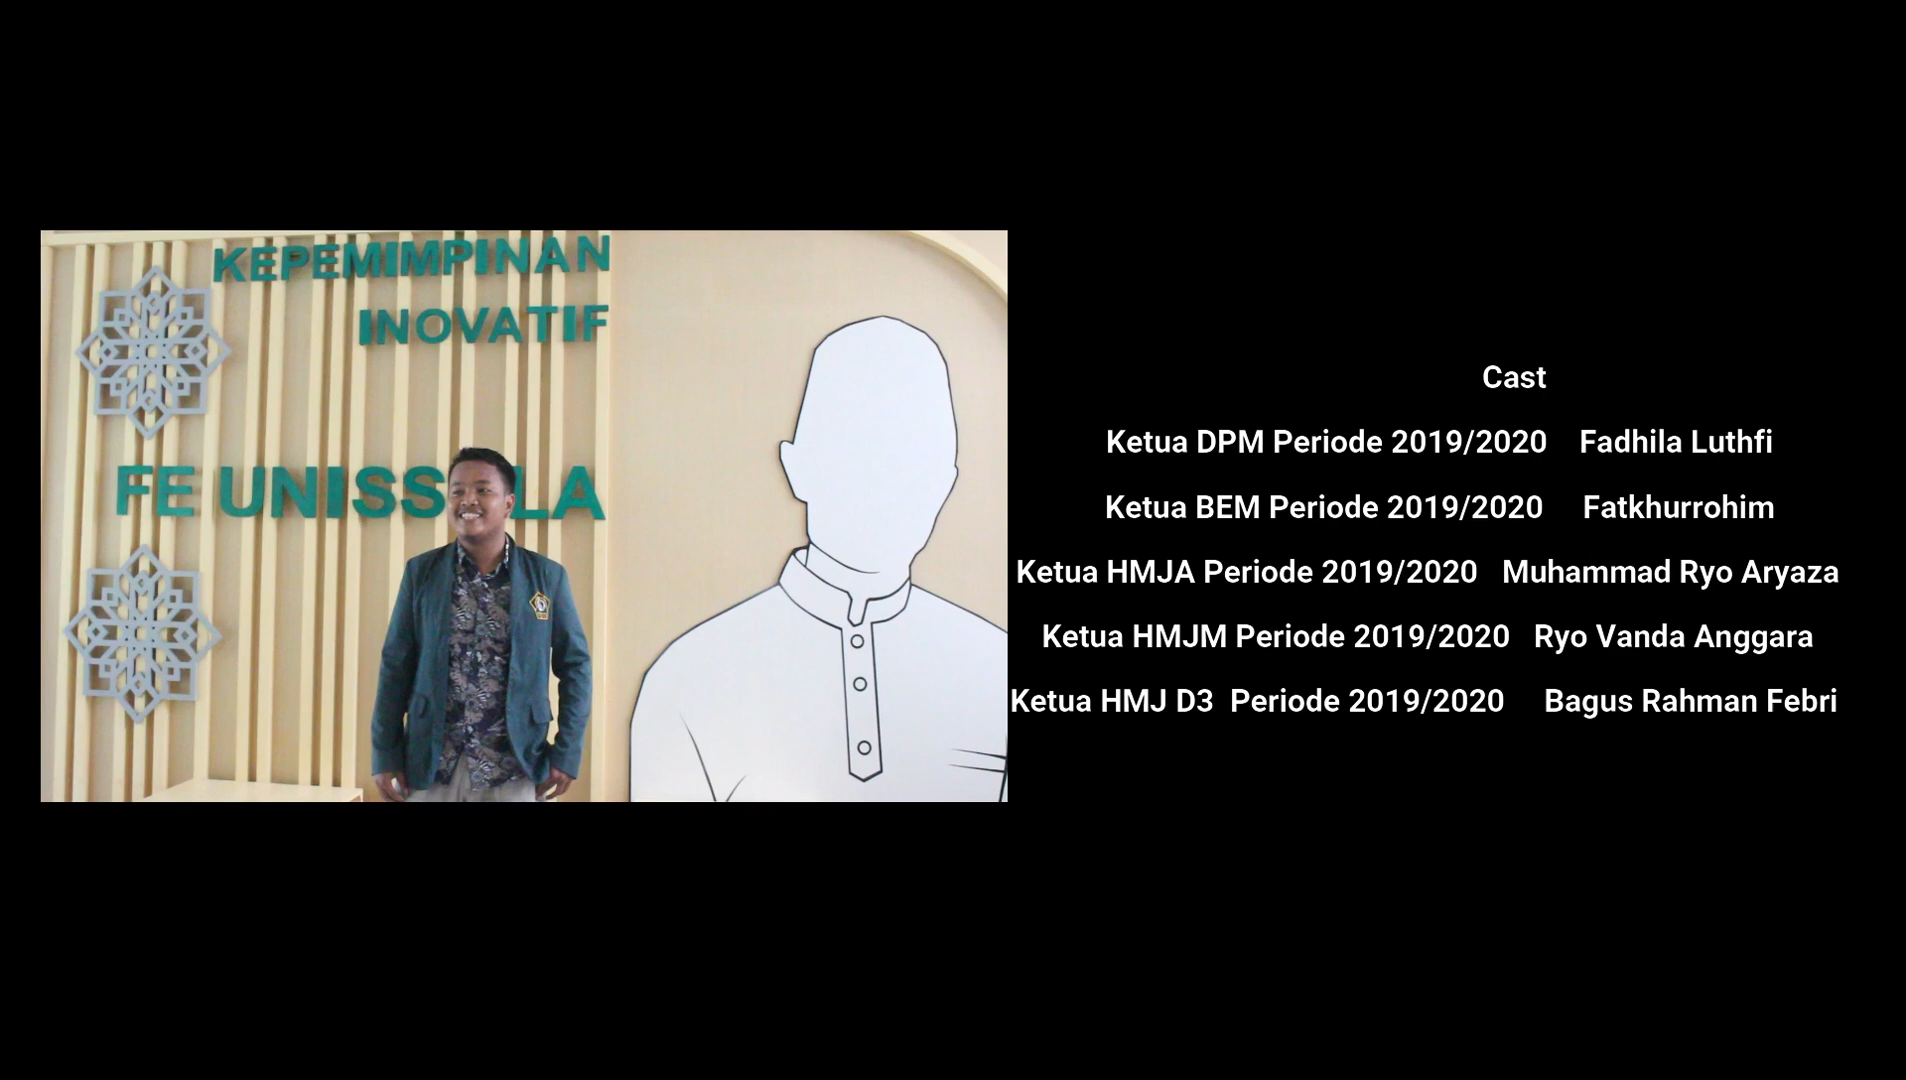 KEPEMIMPINAN
INOVATIF
FE UNISS LA
Cast
Ketua DPM Periode 2019/2020 Fadhila Luthfi
Ketua BEM Periode 2019/2020 Fatkhurrohim
Ketua HMJA Periode 2019/2020 Muhammad Ryo Aryaza
Ketua HMJM Periode 2019/2020 Ryo Vanda Anggara
Ketua HMJ D3 Periode 2019/2020 Bagus Rahman Febri